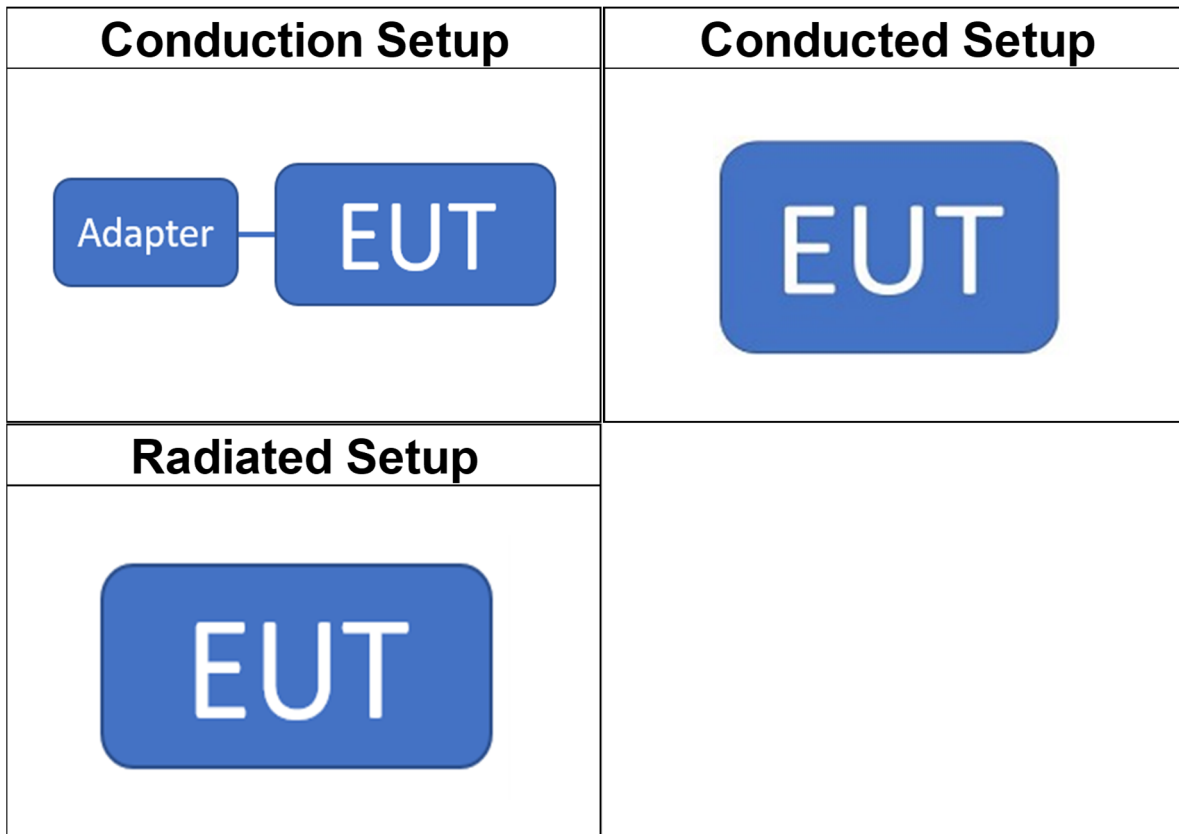 Conduction Setup
Conducted Setup
Adapter
EUT
EUT
Radiated Setup
EUT